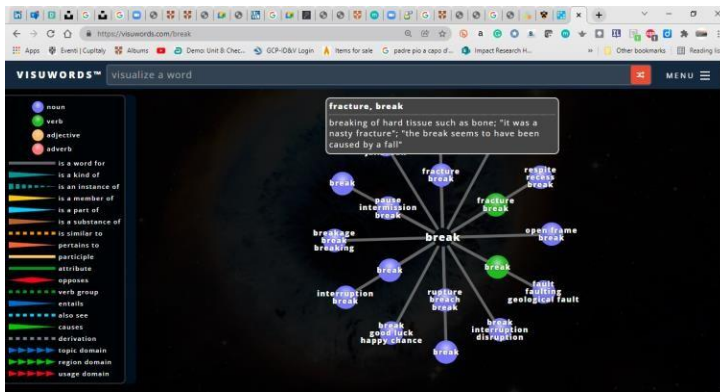 https://visuwords.com/break
Apps
Eventi | Cupitaly
Albums
a Demo: Unit 8: Chec...
GCP-ID&V Login
Items for sale
padre pio a capo d'...
Impact Research H...
»
Other bookmarks
Reading list
VISUWORDS™
visualize a word
MENU
noun
verb
adjective
adverb
is a word for
is a kind of
is an instance of
is a member of
is a part of
is a substance of
is similar to
pertains to
participle
attribute
opposes
verb group
entails
also see
causes
derivation
topic domain
region domain
usage domain
fracture, break
breaking of hard tissue such as bone; "it was a
nasty fracture"; "the break seems to have been
caused by a fall"
fracture
break
respite
recess
break
break
pause
intermission
break
fracture
break
breakage
break
breaking
break
open frame
break
break
break
interruption
break
rupture
breach
break
fault
faulting
geological fault
break
good luck
happy chance
break
interruption
disruption
break